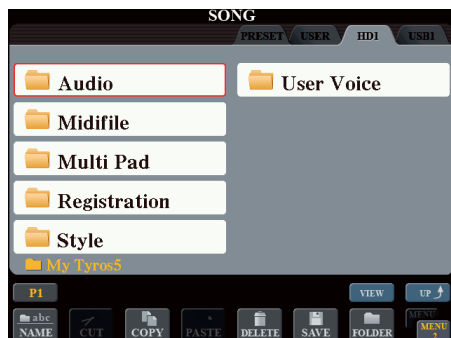 SONG
PRESET USER HD1 USB1
Audio User Voice
Midifile
Multi Pad
Registration
Style
My Tyros5
P1 VIEW UP
abc MENU
NAME CUT COPY PASTE DELETE SAVE FOLDER MENU
2